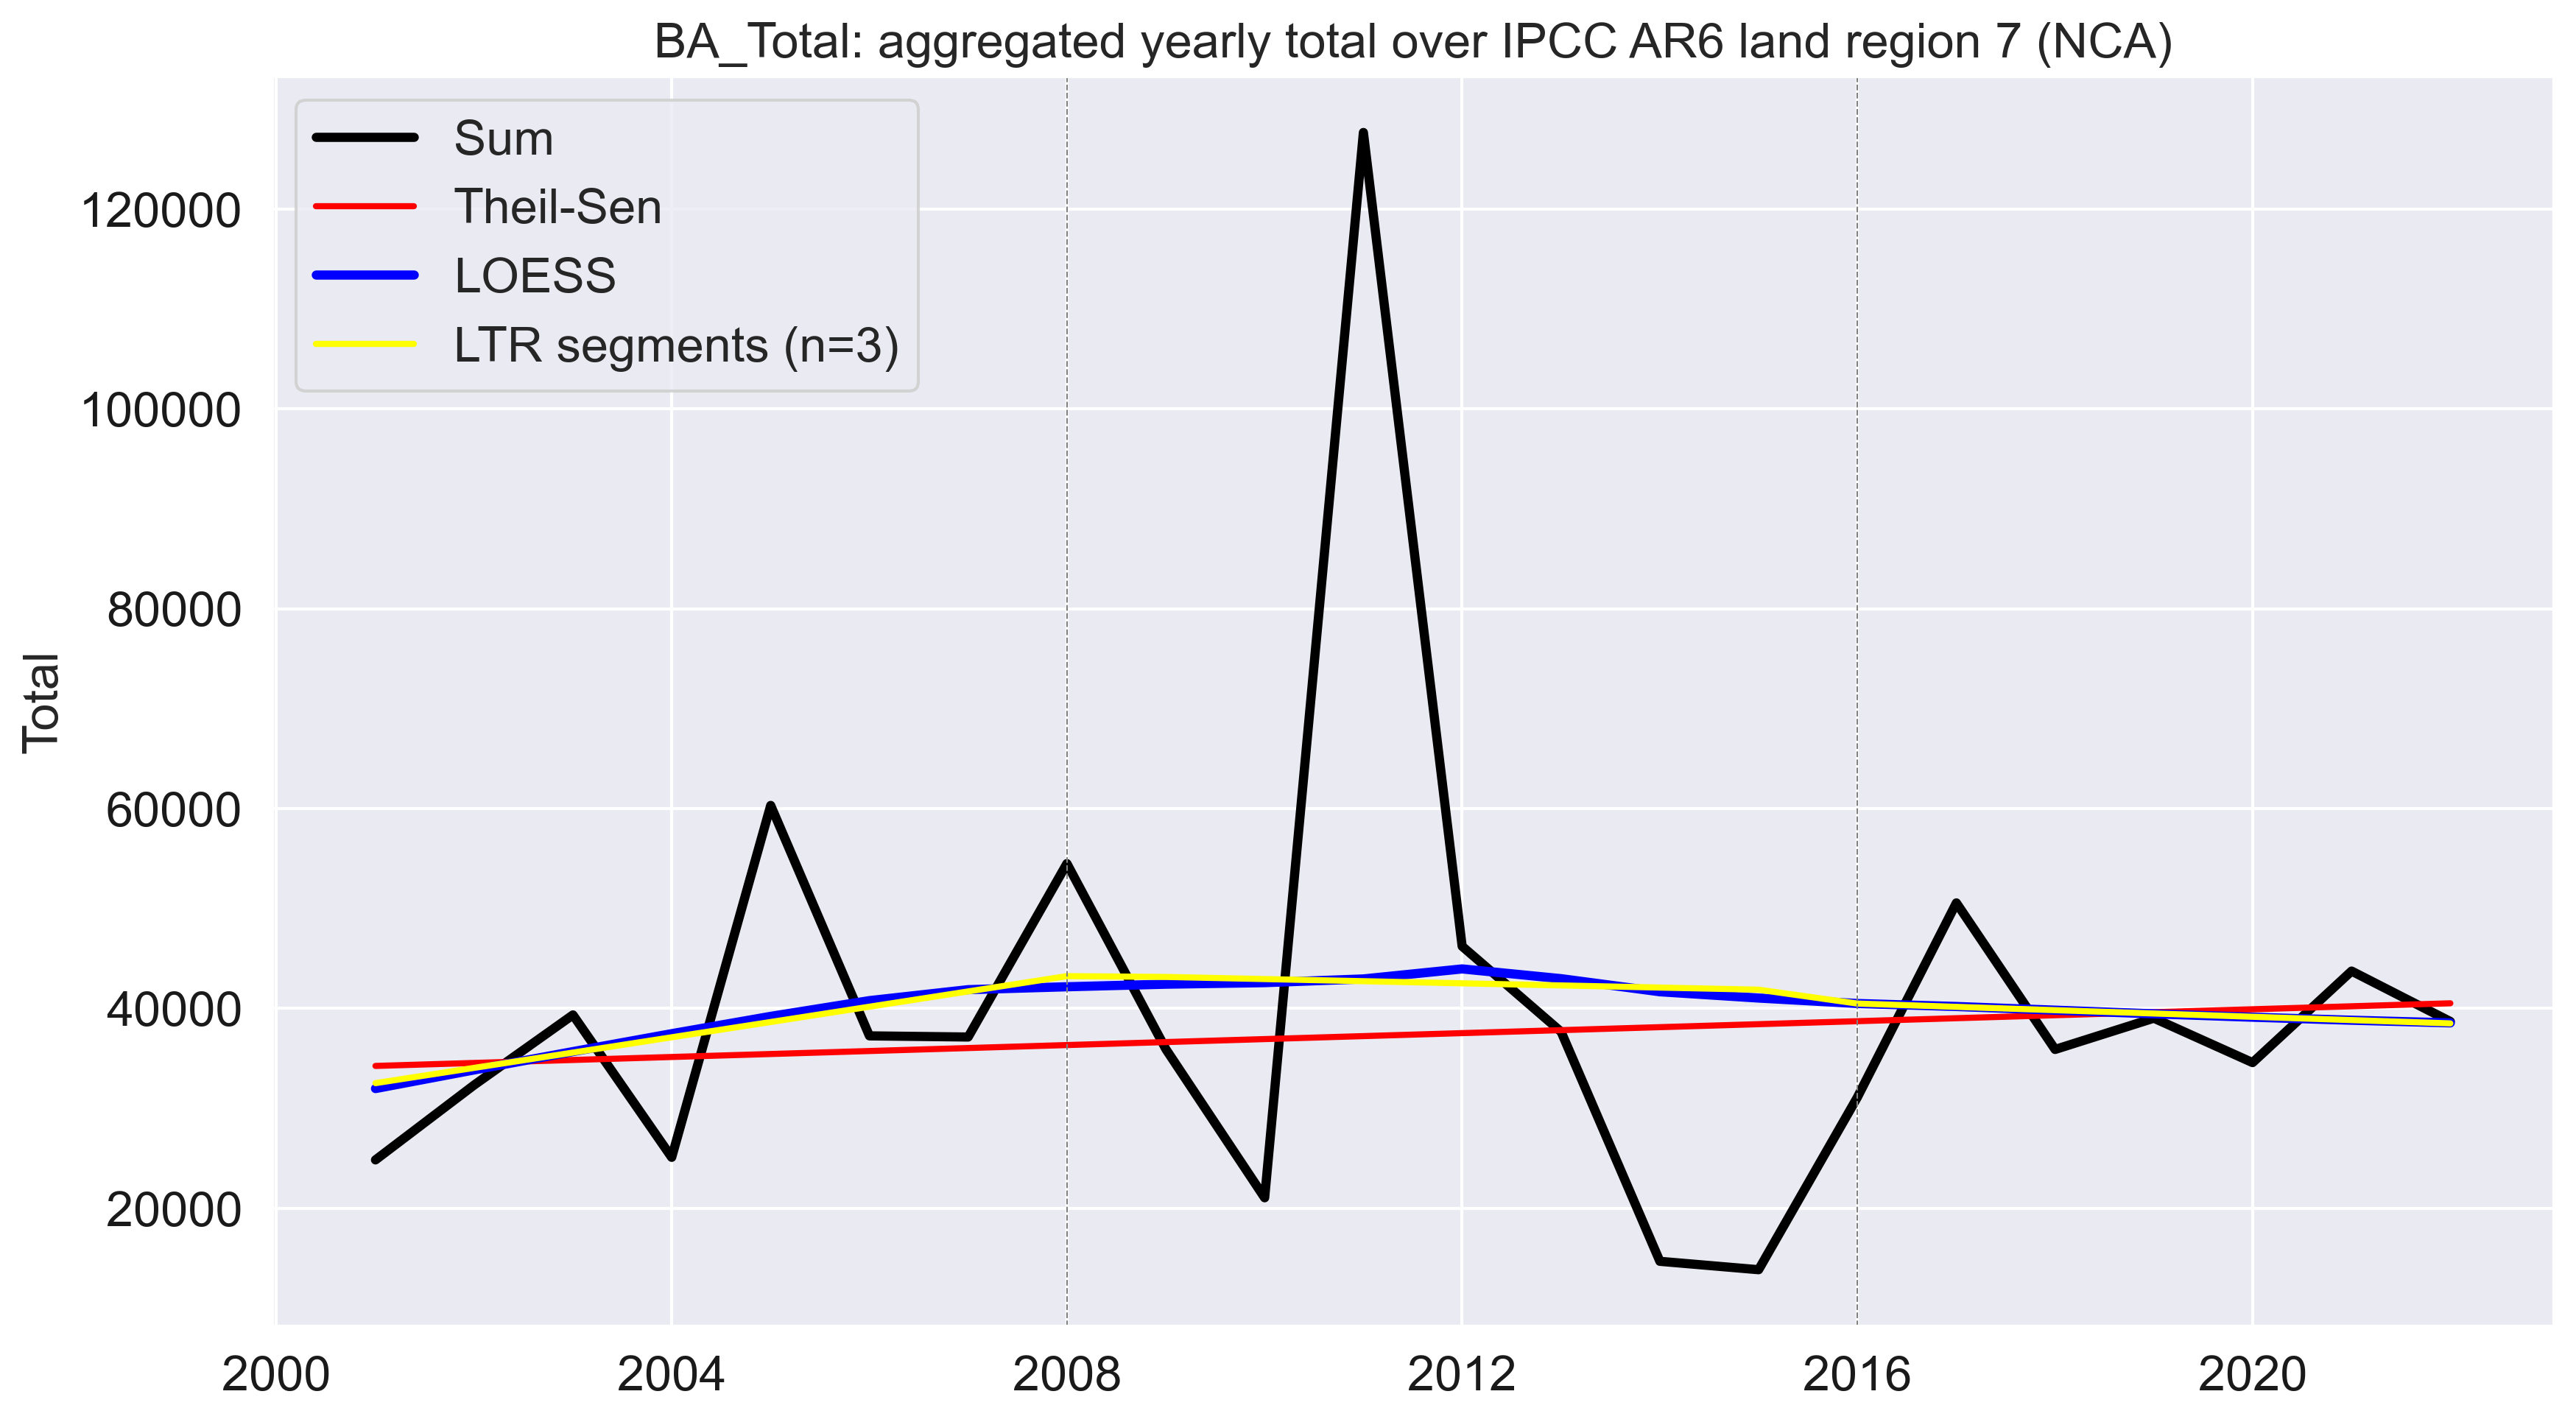 BA_Total: aggregated yearly total over IPCC AR6 land region 7 (NCA)
Sum
Theil-Sen
LOESS
LTR segments (n=3)
Total
120000
100000
80000
60000
40000
20000
2000 2004 2008 2012 2016 2020